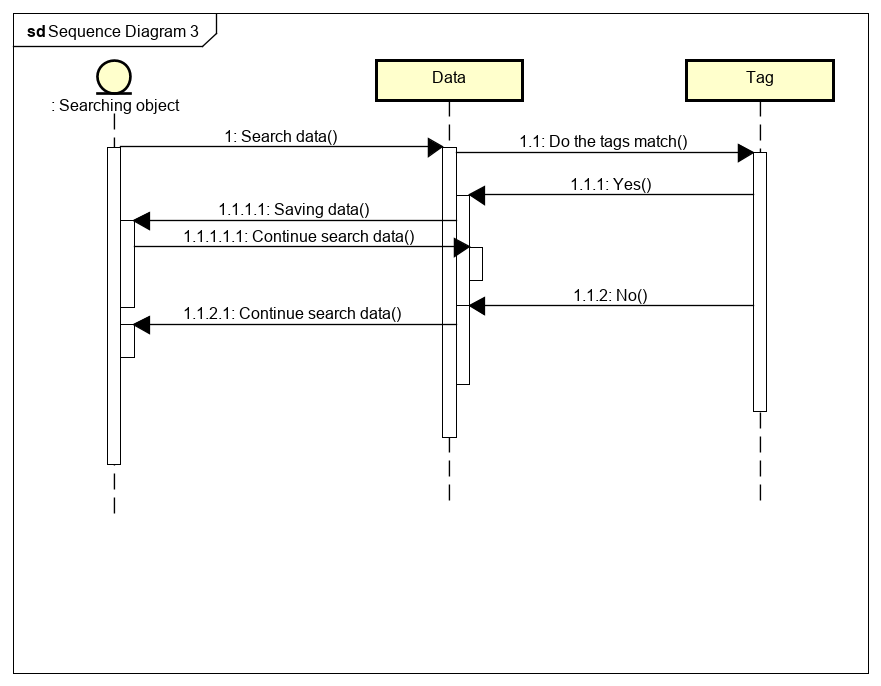 sd Sequence Diagram 3
Data
Tag
: Searching object
1: Search data()
1.1: Do the tags match()
1.1.1: Yes()
1.1.1.1: Saving data()
1.1.1.1.1: Continue search data()
1.1.2: No()
1.1.2.1: Continue search data()